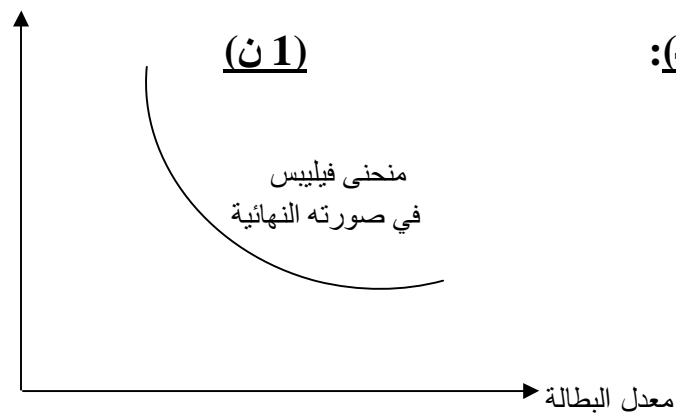 (1 ن)
منحنى فيليبس
في صورته النهائية
معدل البطالة